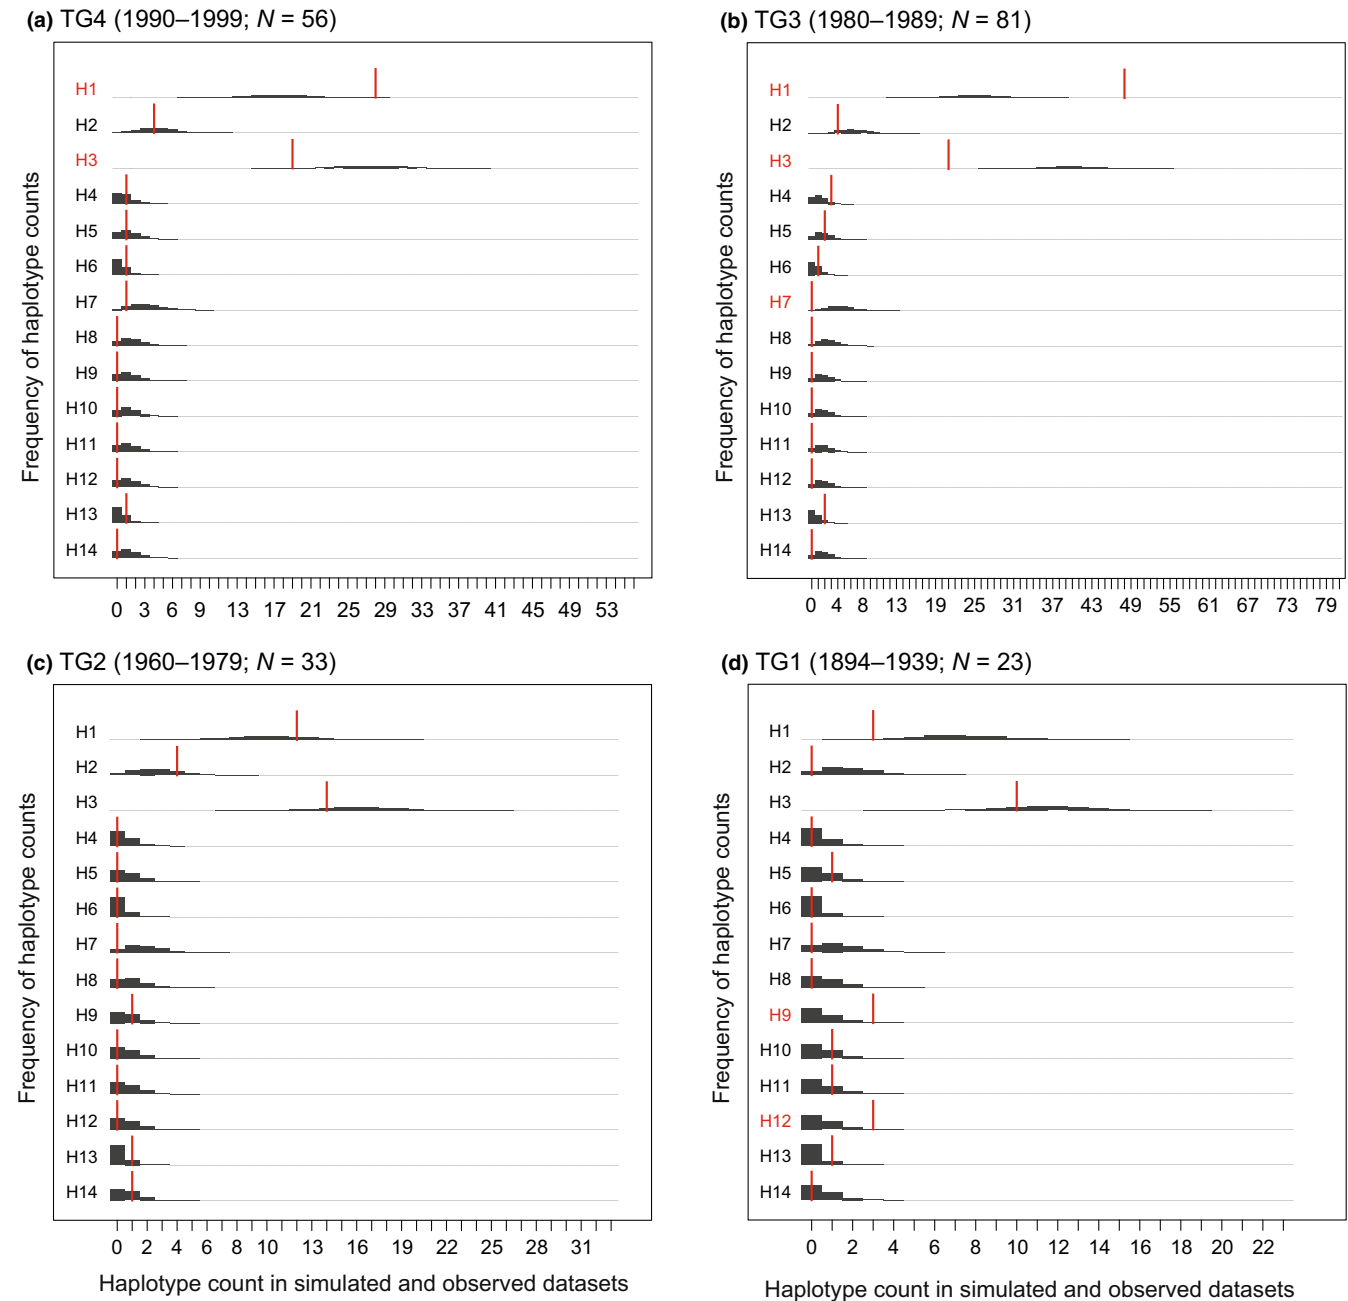 (a) TG4 (1990–1999; N = 56)
Frequency of haplotype counts
H1
H2
H3
H4
H5
H6
H7
H8
H9
H10
H11
H12
H13
H14
0 3 6 9 13 17 21 25 29 33 37 41 45 49 53
(b) TG3 (1980–1989; N = 81)
Frequency of haplotype counts
H1
H2
H3
H4
H5
H6
H7
H8
H9
H10
H11
H12
H13
H14
0 4 8 13 19 25 31 37 43 49 55 61 67 73 79
(c) TG2 (1960–1979; N = 33)
Frequency of haplotype counts
H1
H2
H3
H4
H5
H6
H7
H8
H9
H10
H11
H12
H13
H14
0 2 4 6 8 10 13 16 19 22 25 28 31
Haplotype count in simulated and observed datasets
(d) TG1 (1894–1939; N = 23)
Frequency of haplotype counts
H1
H2
H3
H4
H5
H6
H7
H8
H9
H10
H11
H12
H13
H14
0 2 4 6 8 10 12 14 16 18 20 22
Haplotype count in simulated and observed datasets